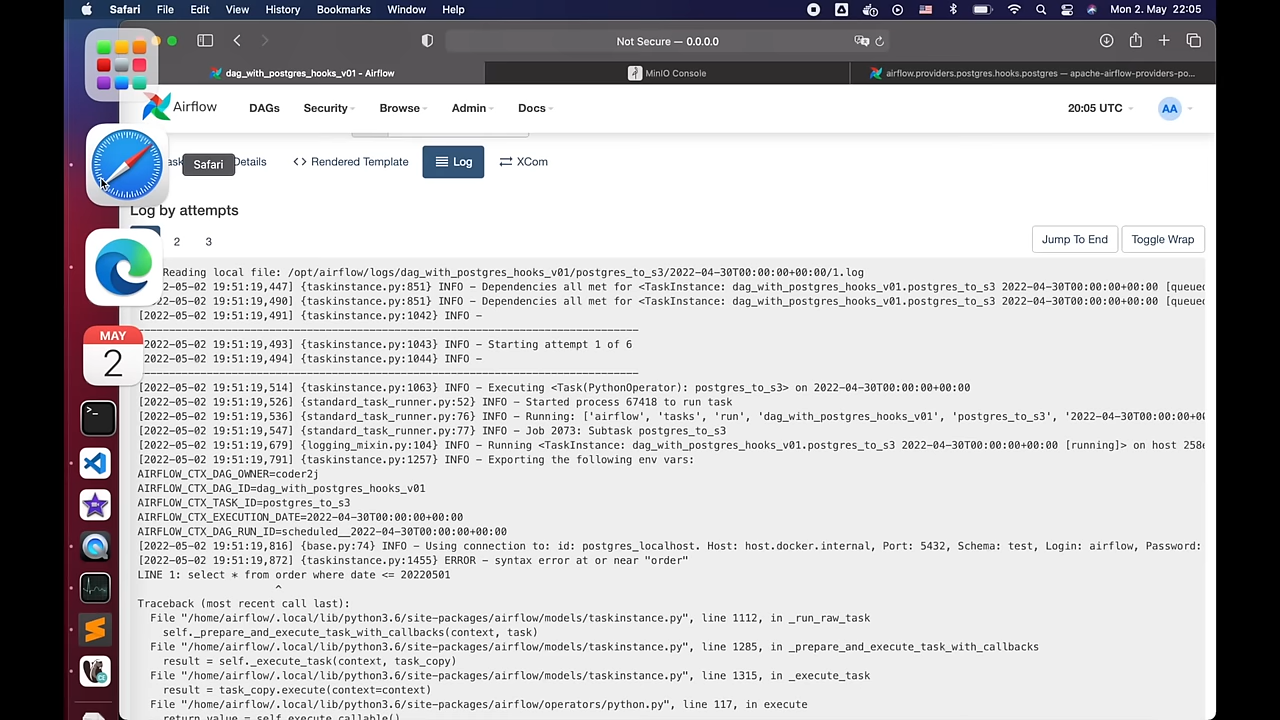 Safari File Edit View History Bookmarks Window Help Mon 2. May 22:05
Not Secure — 0.0.0.0
dag_with_postgres_hooks_v01 - Airflow MinIO Console airflow.providers.postgres.hooks.postgres — apache-airflow-providers-po...
Airflow DAGs Security Browse Admin Docs 20:05 UTC AA
Details <> Rendered Template Log XCom
Safari
Log by attempts
2 3 Jump To End Toggle Wrap
Reading local file: /opt/airflow/logs/dag_with_postgres_hooks_v01/postgres_to_s3/2022-04-30T00:00:00+00:00/1.log
2022-05-02 19:51:19,447] {taskinstance.py:851} INFO - Dependencies all met for <TaskInstance: dag_with_postgres_hooks_v01.postgres_to_s3 2022-04-30T00:00:00+00:00 [queued
2022-05-02 19:51:19,490] {taskinstance.py:851} INFO - Dependencies all met for <TaskInstance: dag_with_postgres_hooks_v01.postgres_to_s3 2022-04-30T00:00:00+00:00 [queued
[2022-05-02 19:51:19,491] {taskinstance.py:1042} INFO -
--------------------------------------------------------------------------------
2022-05-02 19:51:19,493] {taskinstance.py:1043} INFO - Starting attempt 1 of 6
2022-05-02 19:51:19,494] {taskinstance.py:1044} INFO -
--------------------------------------------------------------------------------
[2022-05-02 19:51:19,514] {taskinstance.py:1063} INFO - Executing <Task(PythonOperator): postgres_to_s3> on 2022-04-30T00:00:00+00:00
[2022-05-02 19:51:19,526] {standard_task_runner.py:52} INFO - Started process 67418 to run task
[2022-05-02 19:51:19,536] {standard_task_runner.py:76} INFO - Running: ['airflow', 'tasks', 'run', 'dag_with_postgres_hooks_v01', 'postgres_to_s3', '2022-04-30T00:00:00+0
[2022-05-02 19:51:19,547] {standard_task_runner.py:77} INFO - Job 2073: Subtask postgres_to_s3
[2022-05-02 19:51:19,679] {logging_mixin.py:104} INFO - Running <TaskInstance: dag_with_postgres_hooks_v01.postgres_to_s3 2022-04-30T00:00:00+00:00 [running]> on host 258
[2022-05-02 19:51:19,791] {taskinstance.py:1257} INFO - Exporting the following env vars:
AIRFLOW_CTX_DAG_OWNER=coder2j
AIRFLOW_CTX_DAG_ID=dag_with_postgres_hooks_v01
AIRFLOW_CTX_TASK_ID=postgres_to_s3
AIRFLOW_CTX_EXECUTION_DATE=2022-04-30T00:00:00+00:00
AIRFLOW_CTX_DAG_RUN_ID=scheduled__2022-04-30T00:00:00+00:00
[2022-05-02 19:51:19,816] {base.py:74} INFO - Using connection to: id: postgres_localhost. Host: host.docker.internal, Port: 5432, Schema: test, Login: airflow, Password:
[2022-05-02 19:51:19,872] {taskinstance.py:1455} ERROR - syntax error at or near "order"
LINE 1: select * from order where date <= 20220501
^
Traceback (most recent call last):
File "/home/airflow/.local/lib/python3.6/site-packages/airflow/models/taskinstance.py", line 1112, in _run_raw_task
self._prepare_and_execute_task_with_callbacks(context, task)
File "/home/airflow/.local/lib/python3.6/site-packages/airflow/models/taskinstance.py", line 1285, in _prepare_and_execute_task_with_callbacks
result = self._execute_task(context, task_copy)
File "/home/airflow/.local/lib/python3.6/site-packages/airflow/models/taskinstance.py", line 1315, in _execute_task
result = task_copy.execute(context=context)
File "/home/airflow/.local/lib/python3.6/site-packages/airflow/operators/python.py", line 117, in execute
return_value = self.execute_callable()
MAY
2